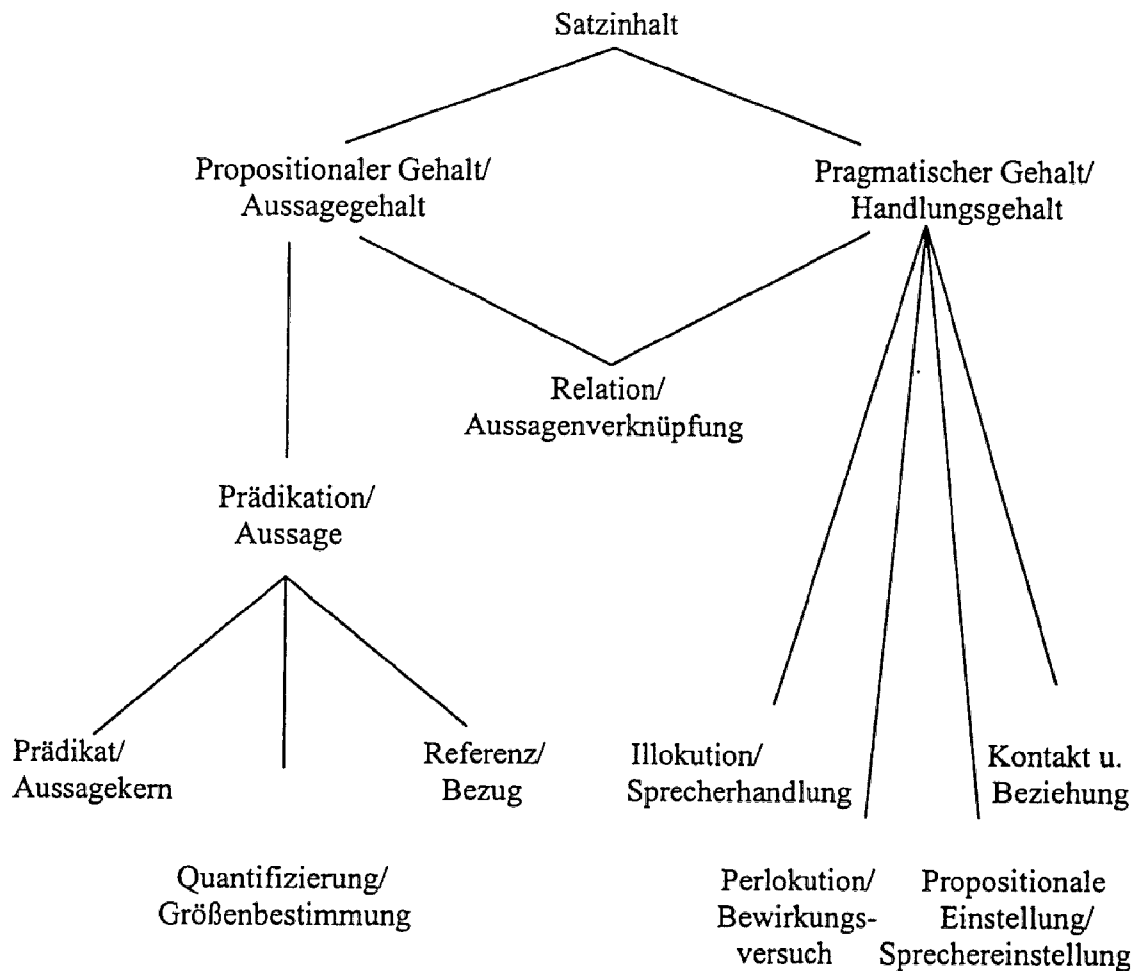 Satzinhalt
Propositionaler Gehalt/
Aussagegehalt
Pragmatischer Gehalt/
Handlungsgehalt
Relation/
Aussagenverknüpfung
Prädikation/
Aussage
Prädikat/
Aussagekern
Referenz/
Bezug
Illokution/
Sprecherhandlung
Kontakt u.
Beziehung
Quantifizierung/
Größenbestimmung
Perlokution/
Bewirkungs-
versuch
Propositionale
Einstellung/
Sprechereinstellung